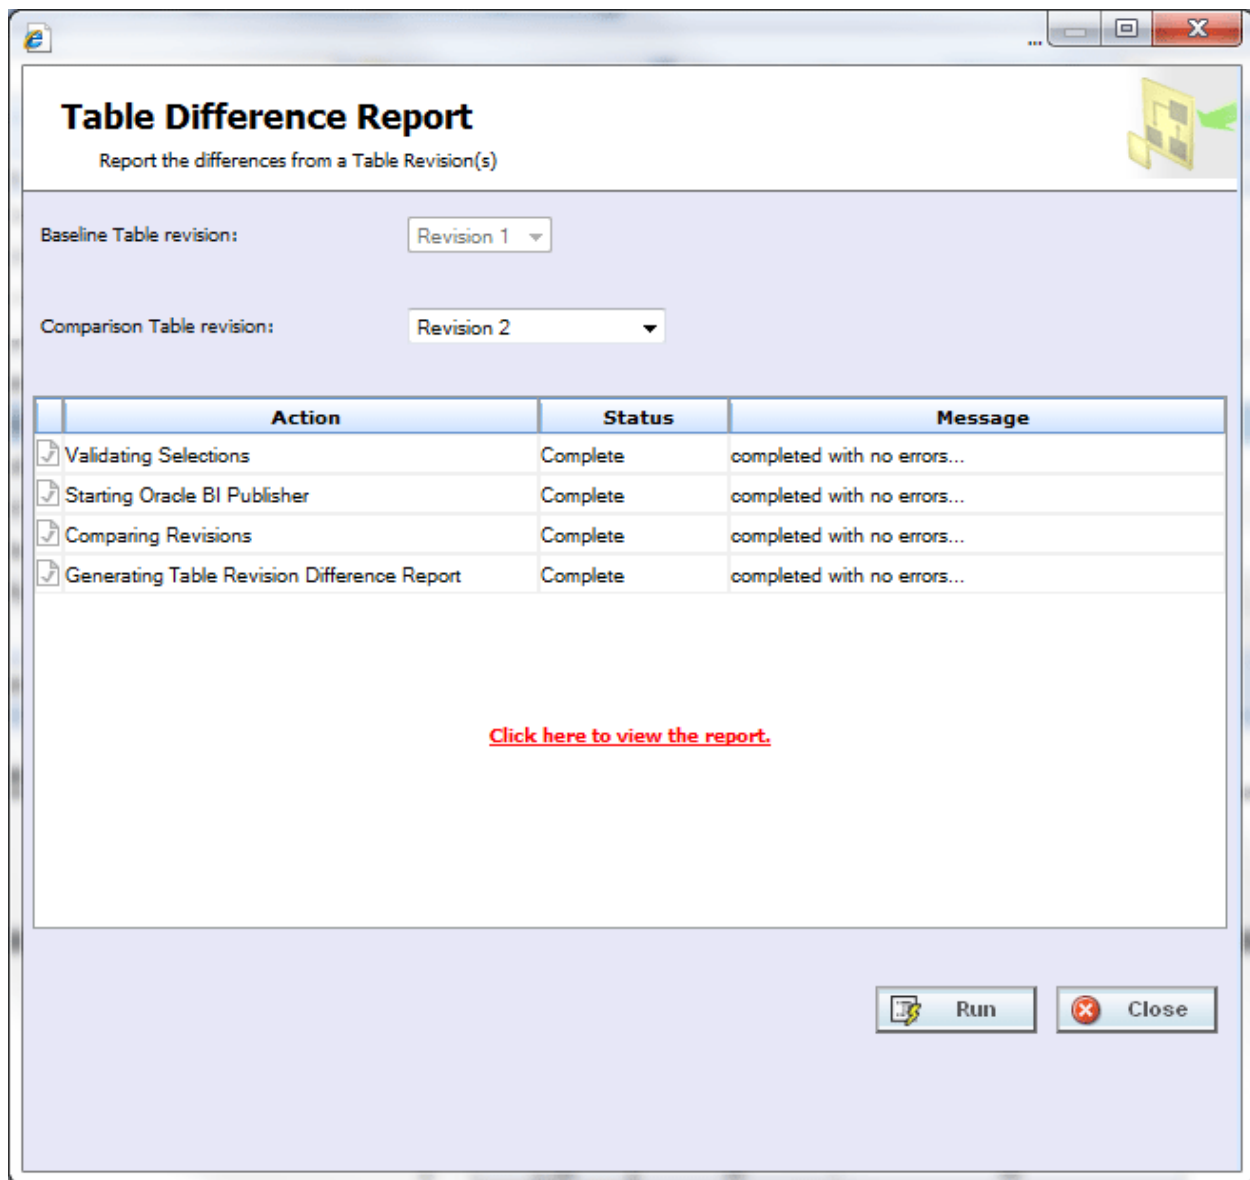 ...
Table Difference Report
Report the differences from a Table Revision(s)
Baseline Table revision: Revision 1
Comparison Table revision: Revision 2
Action Status Message
Validating Selections Complete completed with no errors...
Starting Oracle BI Publisher Complete completed with no errors...
Comparing Revisions Complete completed with no errors...
Generating Table Revision Difference Report Complete completed with no errors...
Click here to view the report.
Run Close